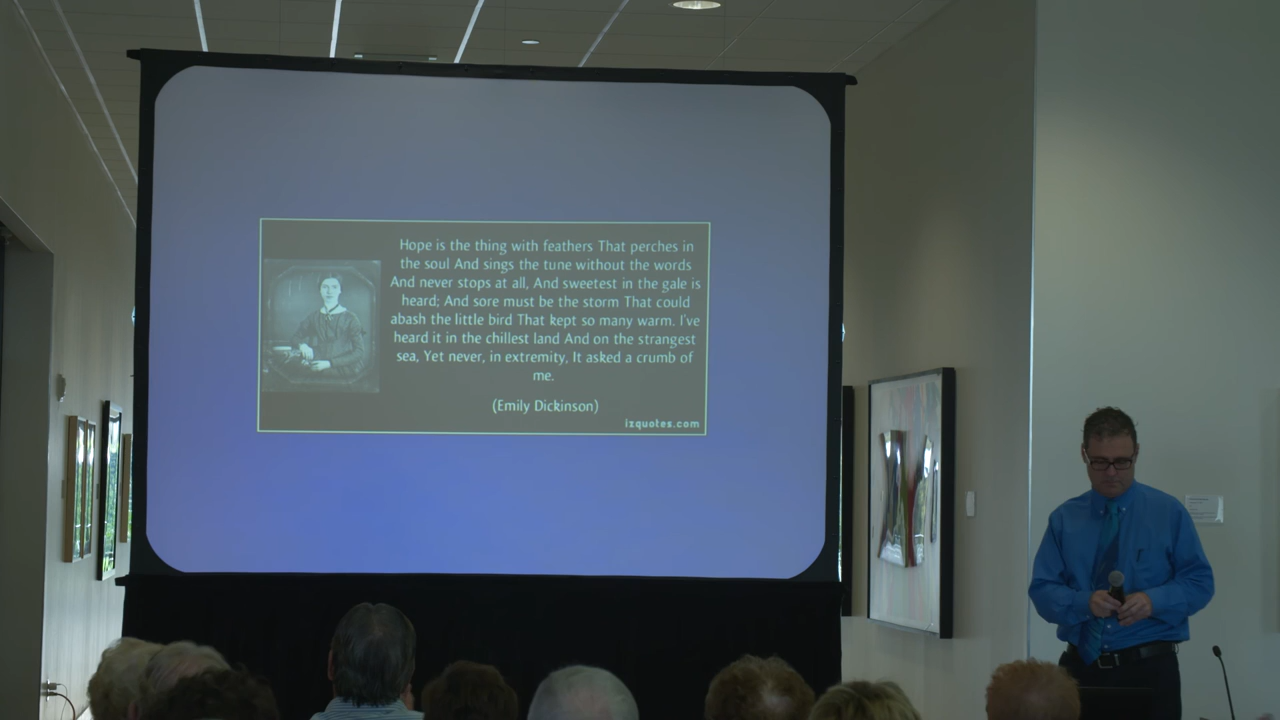 Hope is the thing with feathers That perches in
the soul And sings the tune without the words
And never stops at all, And sweetest in the gale is
heard; And sore must be the storm That could
abash the little bird That kept so many warm. I've
heard it in the chillest land And on the strangest
sea, Yet never, in extremity, It asked a crumb of
me.
(Emily Dickinson)
izquotes.com